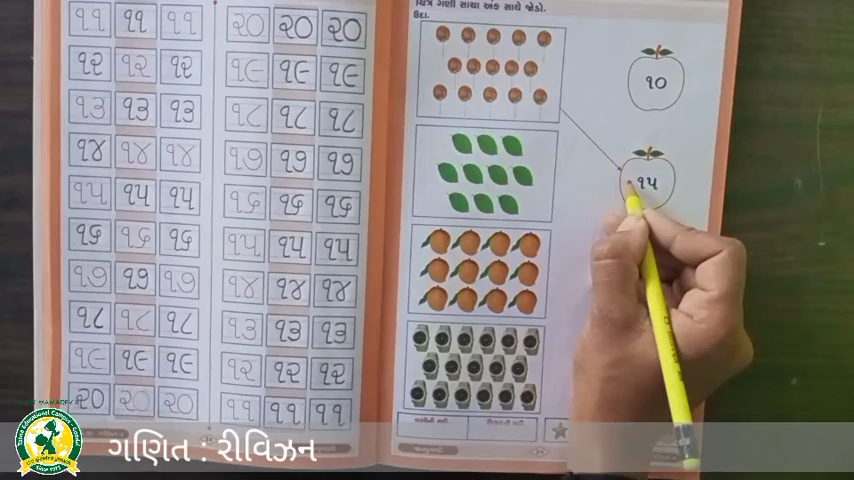 ૧૧ ૧૧ ૧૧
૧૨ ૧૨ ૧૨
૧૩ ૧૩ ૧૩
૧૪ ૧૪ ૧૪
૧૫ ૧૫ ૧૫
૧૬ ૧૬ ૧૬
૧૭ ૧૭ ૧૭
૧૮ ૧૮ ૧૮
૧૯ ૧૯ ૧૯
૨૦ ૨૦ ૨૦
૨૦ ૨૦ ૨૦
૧૯ ૧૯ ૧૯
૧૮ ૧૮ ૧૮
૧૭ ૧૭ ૧૭
૧૬ ૧૬ ૧૬
૧૫ ૧૫ ૧૫
૧૪ ૧૪ ૧૪
૧૩ ૧૩ ૧૩
૧૨ ૧૨ ૧૨
૧૧ ૧૧ ૧૧
ચિત્ર ગણી સાચા અંક સાથે જોડો.
ઉદા.
૧૦
૧૫
ગણિત : રીવિઝન